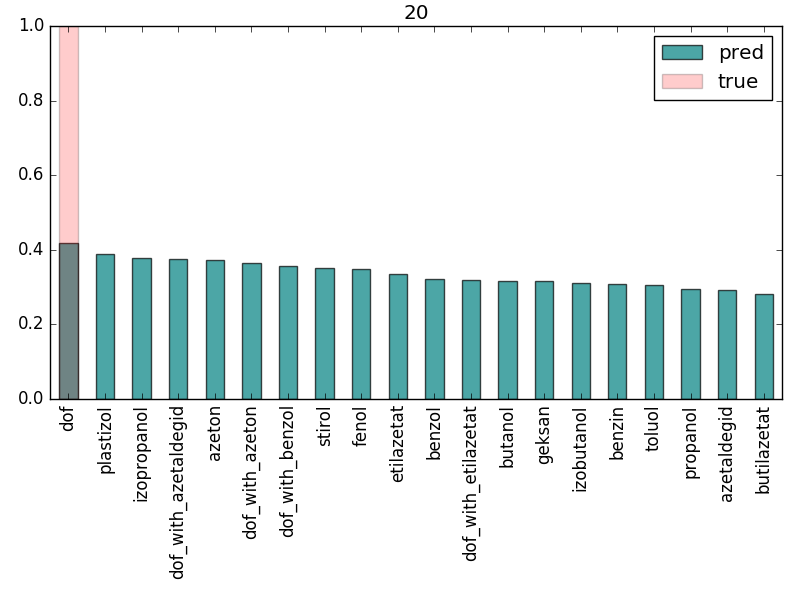 20
1.0
0.8
0.6
0.4
0.2
0.0
pred
true
dof
plastizol
izopropanol
dof_with_azetaldegid
azeton
dof_with_azeton
dof_with_benzol
stirol
fenol
etilazetat
benzol
dof_with_etilazetat
butanol
geksan
izobutanol
benzin
toluol
propanol
azetaldegid
butilazetat